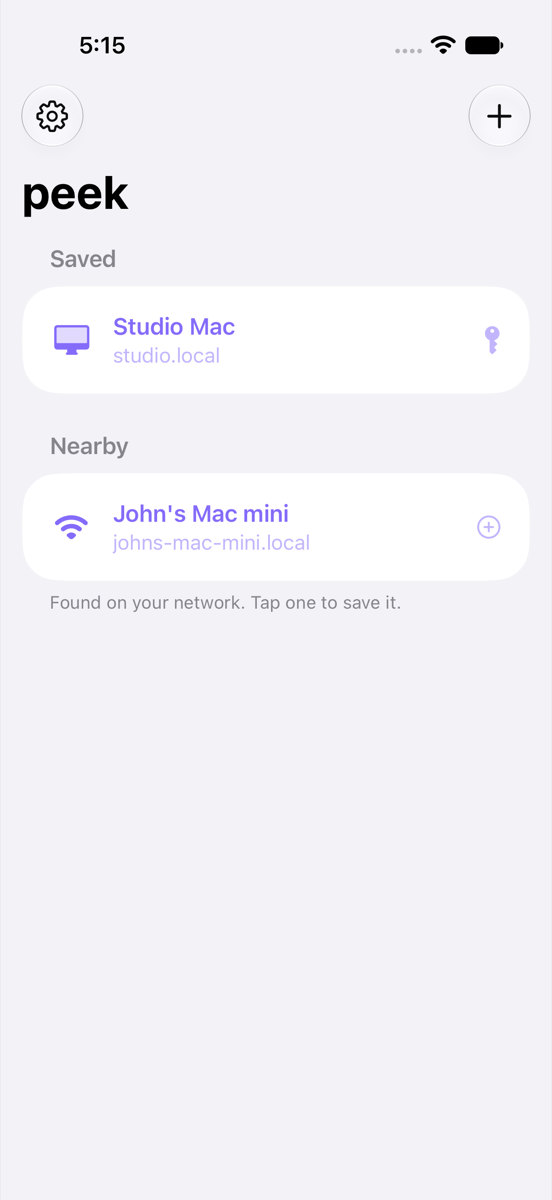 5:15
peek
Saved
Studio Mac
studio.local
Nearby
John's Mac mini
johns-mac-mini.local
Found on your network. Tap one to save it.